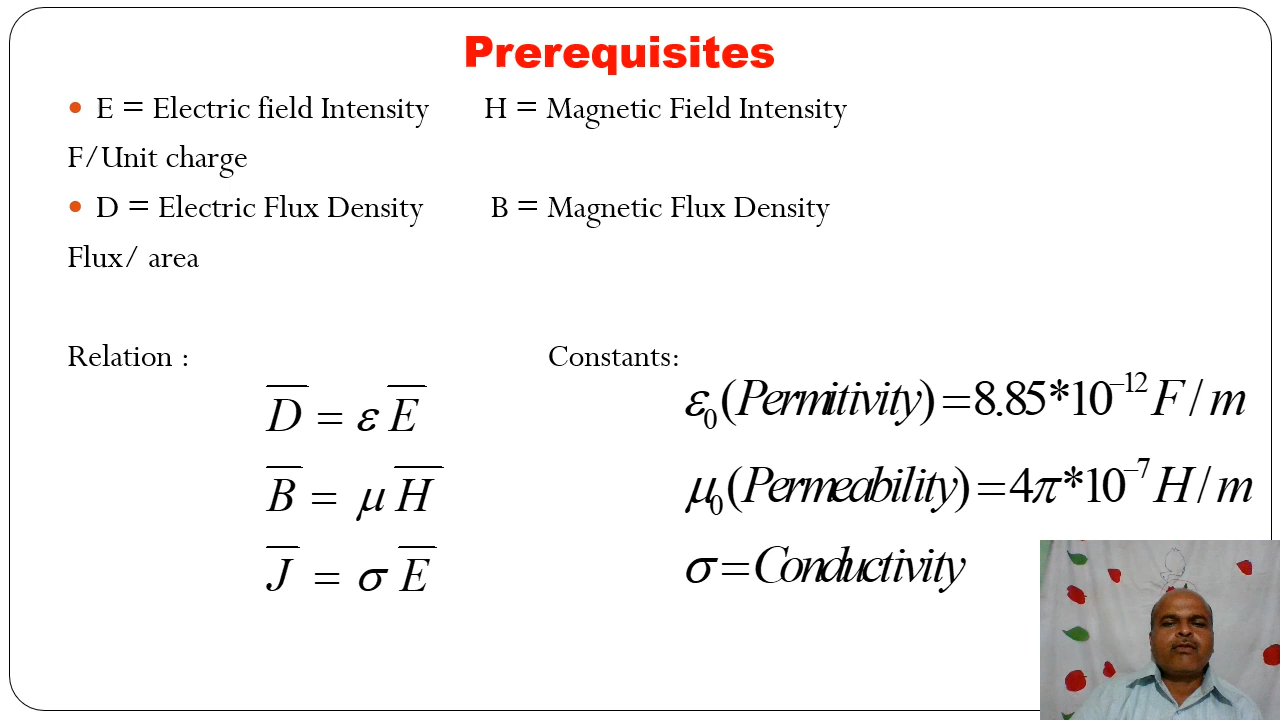 Prerequisites
• E = Electric field Intensity H = Magnetic Field Intensity
F/Unit charge
• D = Electric Flux Density B = Magnetic Flux Density
Flux/ area
Relation : Constants:
D̅ = ε E̅
ε₀(Permitivity)=8.85*10⁻¹² F/m
B̅ = μ H̅
μ₀(Permeability)=4π*10⁻⁷ H/m
J̅ = σ E̅
σ=Conductivity